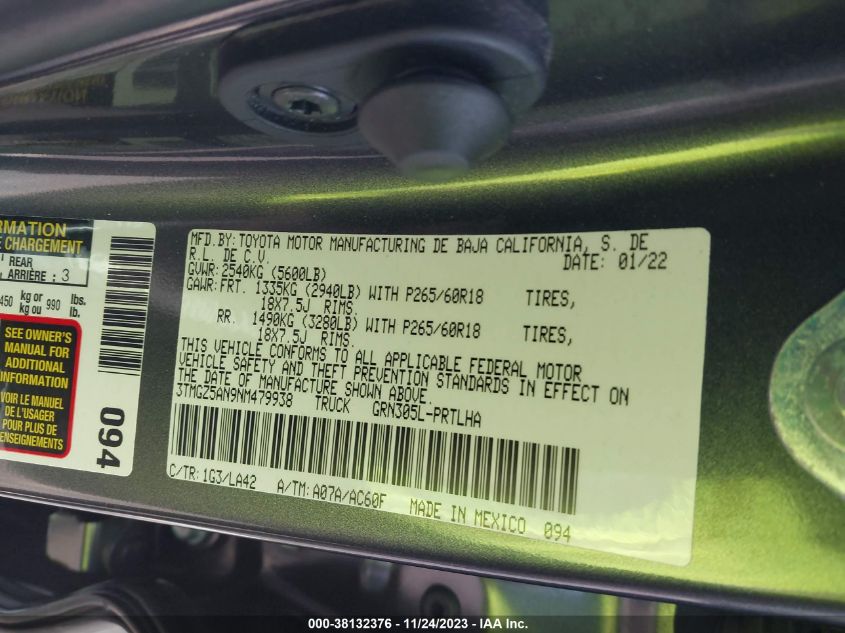 RMATION
E CHARGEMENT
REAR
ARRIÈRE : 3
450 kg or 990 lbs.
kg ou lb.
SEE OWNER'S
MANUAL FOR
ADDITIONAL
INFORMATION
VOIR LE MANUEL
DE L'USAGER
POUR PLUS DE
RENSEIGNEMENTS
094
MFD. BY: TOYOTA MOTOR MANUFACTURING DE BAJA CALIFORNIA, S. DE
R.L. DE C.V. DATE: 01/22
GVWR: 2540KG (5600LB)
GAWR: FRT. 1335KG (2940LB) WITH P265/60R18 TIRES,
18X7.5J RIMS.
RR. 1490KG (3280LB) WITH P265/60R18 TIRES,
18X7.5J RIMS.
THIS VEHICLE CONFORMS TO ALL APPLICABLE FEDERAL MOTOR
VEHICLE SAFETY AND THEFT PREVENTION STANDARDS IN EFFECT ON
THE DATE OF MANUFACTURE SHOWN ABOVE.
3TMGZ5AN9NM479938 TRUCK GRN305L-PRTLHA
C/TR: 1G3/LA42 A/TM: A07A/AC60F MADE IN MEXICO 094
000-38132376 - 11/24/2023 - IAA Inc.